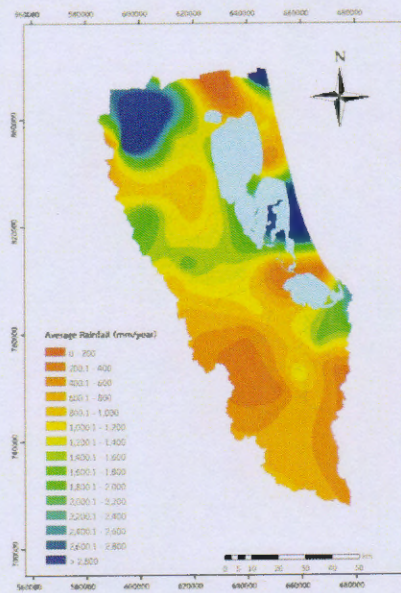 560000 600000 620000 640000 660000 680000
N
Average Rainfall (mm/year)
0 - 200
200.1 - 400
400.1 - 600
600.1 - 800
800.1 - 1,000
1,000.1 - 1,200
1,200.1 - 1,400
1,400.1 - 1,600
1,600.1 - 1,800
1,800.1 - 2,000
2,000.1 - 2,200
2,200.1 - 2,400
2,400.1 - 2,600
2,600.1 - 2,800
> 2,800
0 5 10 20 30 40 50
560000 600000 620000 640000 660000 680000